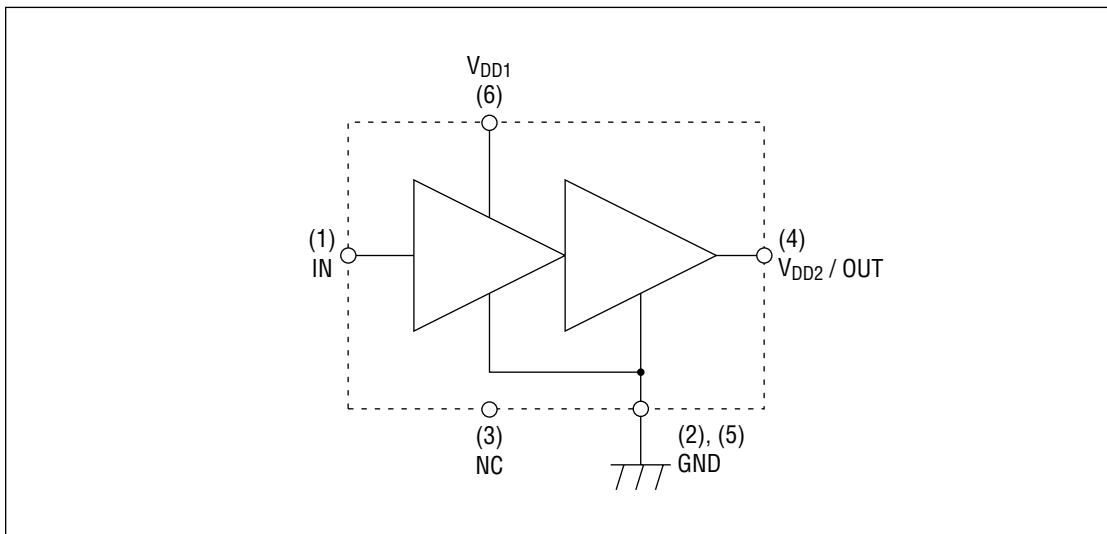 VDD1
(6)
(1)
IN
(4)
VDD2 / OUT
(3)
NC
(2), (5)
GND